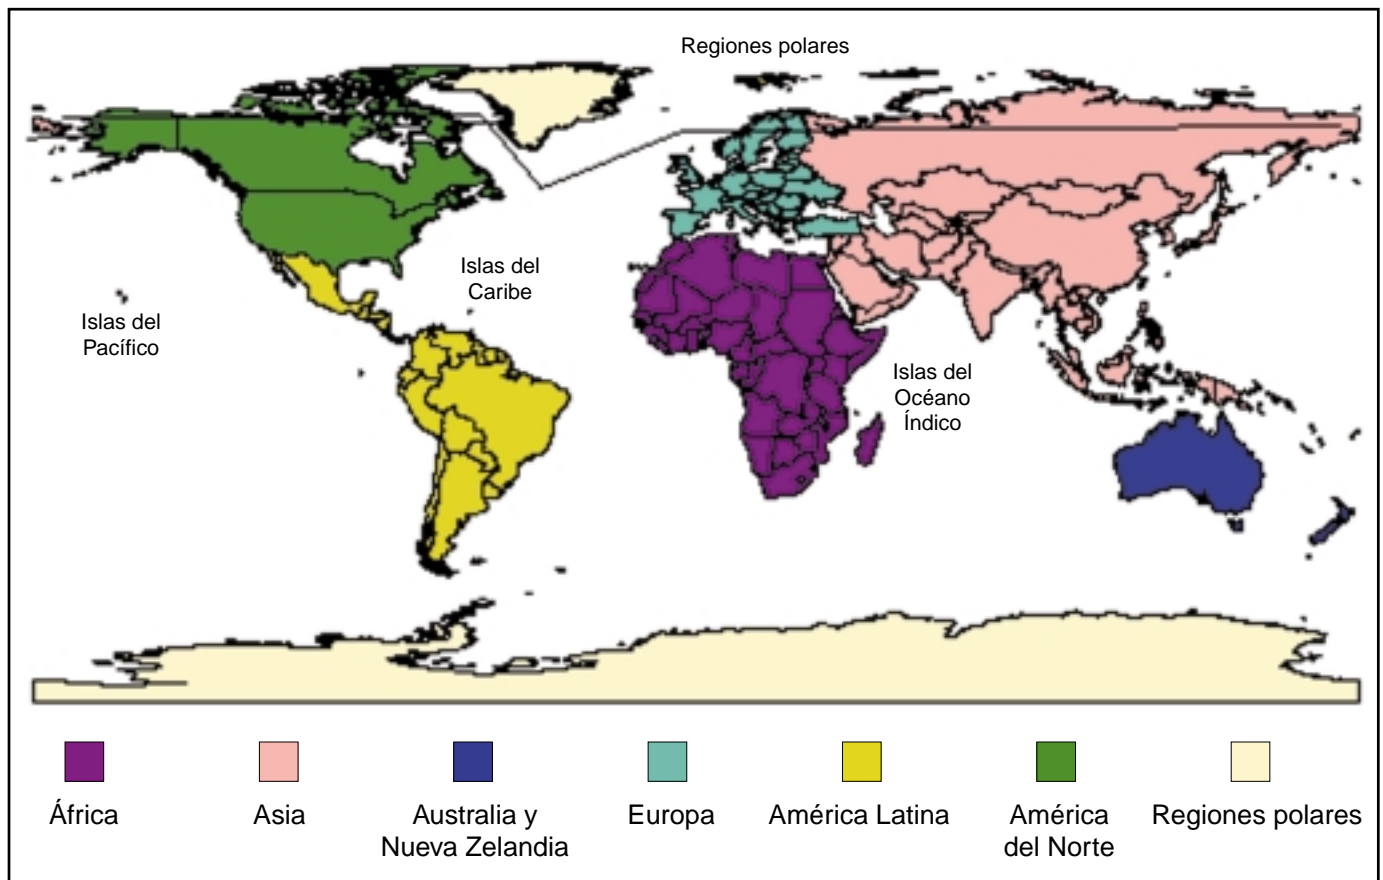 Regiones polares
Islas del
Caribe
Islas del
Pacífico
Islas del
Océano
Índico
África
Asia
Australia y
Nueva Zelandia
Europa
América Latina
América
del Norte
Regiones polares